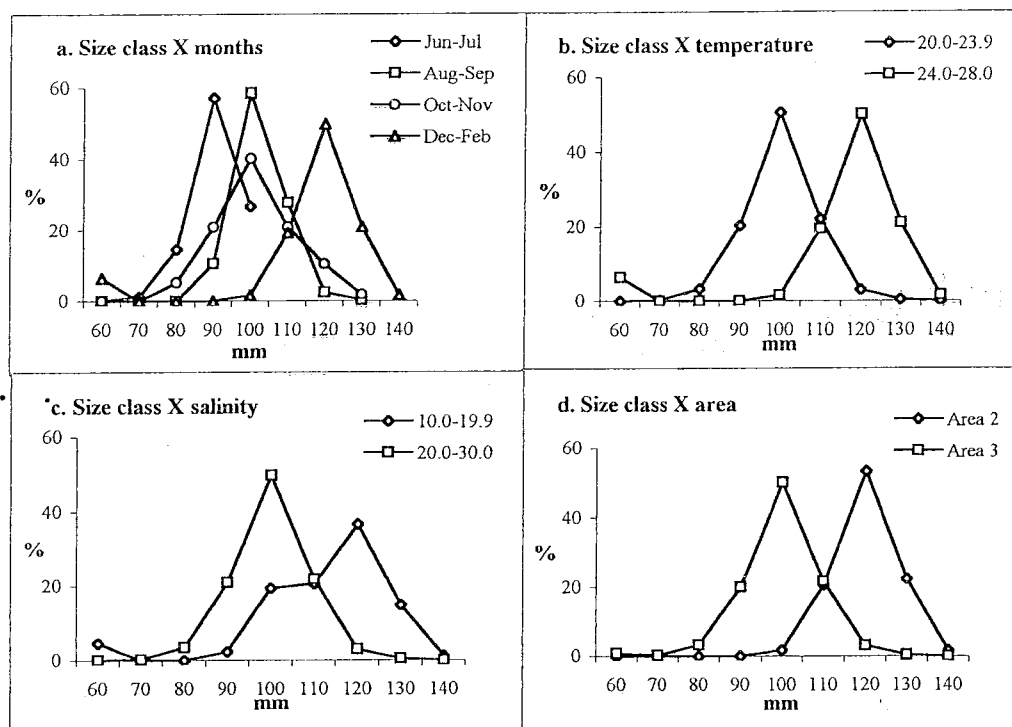 a. Size class X months
Jun-Jul
Aug-Sep
Oct-Nov
Dec-Feb
60
40
%
20
0
60 70 80 90 100 110 120 130 140
mm
b. Size class X temperature
20.0-23.9
24.0-28.0
60
40
%
20
0
60 70 80 90 100 110 120 130 140
mm
c. Size class X salinity
10.0-19.9
20.0-30.0
60
40
%
20
0
60 70 80 90 100 110 120 130 140
mm
d. Size class X area
Area 2
Area 3
60
40
%
20
0
60 70 80 90 100 110 120 130 140
mm